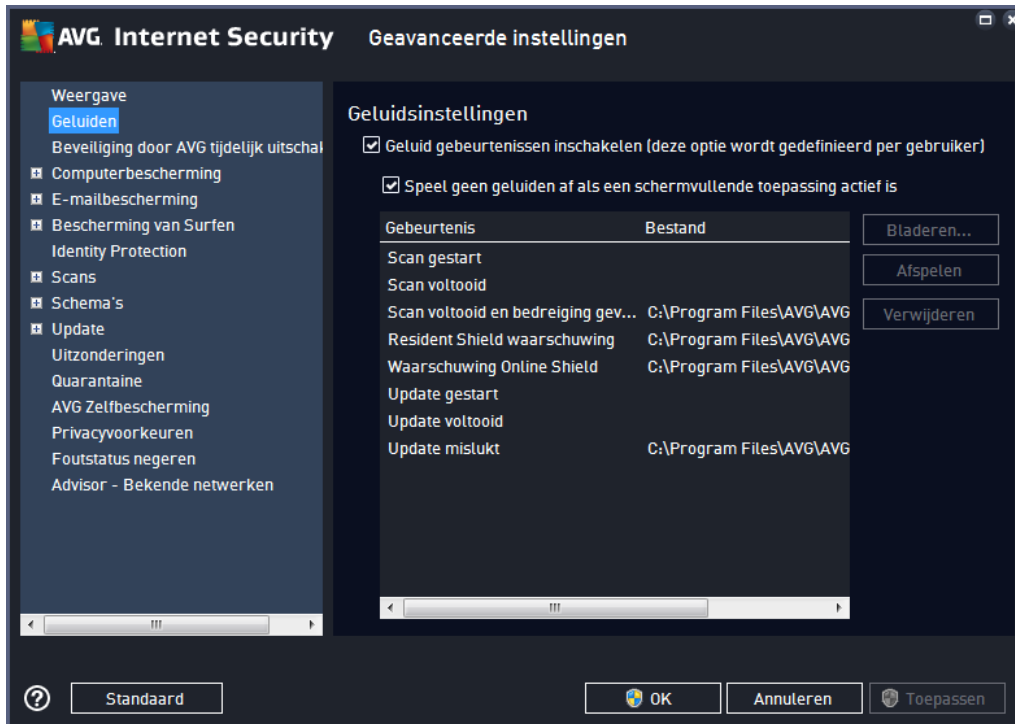 AVG. Internet Security
Geavanceerde instellingen
Weergave
Geluiden
Beveiliging door AVG tijdelijk uitschak
Computerbescherming
E-mailbescherming
Bescherming van Surfen
Identity Protection
Scans
Schema's
Update
Uitzonderingen
Quarantaine
AVG Zelfbescherming
Privacyvoorkeuren
Foutstatus negeren
Advisor - Bekende netwerken
Geluidsinstellingen
Geluid gebeurtenissen inschakelen (deze optie wordt gedefinieerd per gebruiker)
Speel geen geluiden af als een schermvullende toepassing actief is
Gebeurtenis Bestand
Scan gestart
Scan voltooid
Scan voltooid en bedreiging gev... C:\Program Files\AVG\AVG
Resident Shield waarschuwing C:\Program Files\AVG\AVG
Waarschuwing Online Shield C:\Program Files\AVG\AVG
Update gestart
Update voltooid
Update mislukt C:\Program Files\AVG\AVG
Bladeren...
Afspelen
Verwijderen
? Standaard OK Annuleren Toepassen